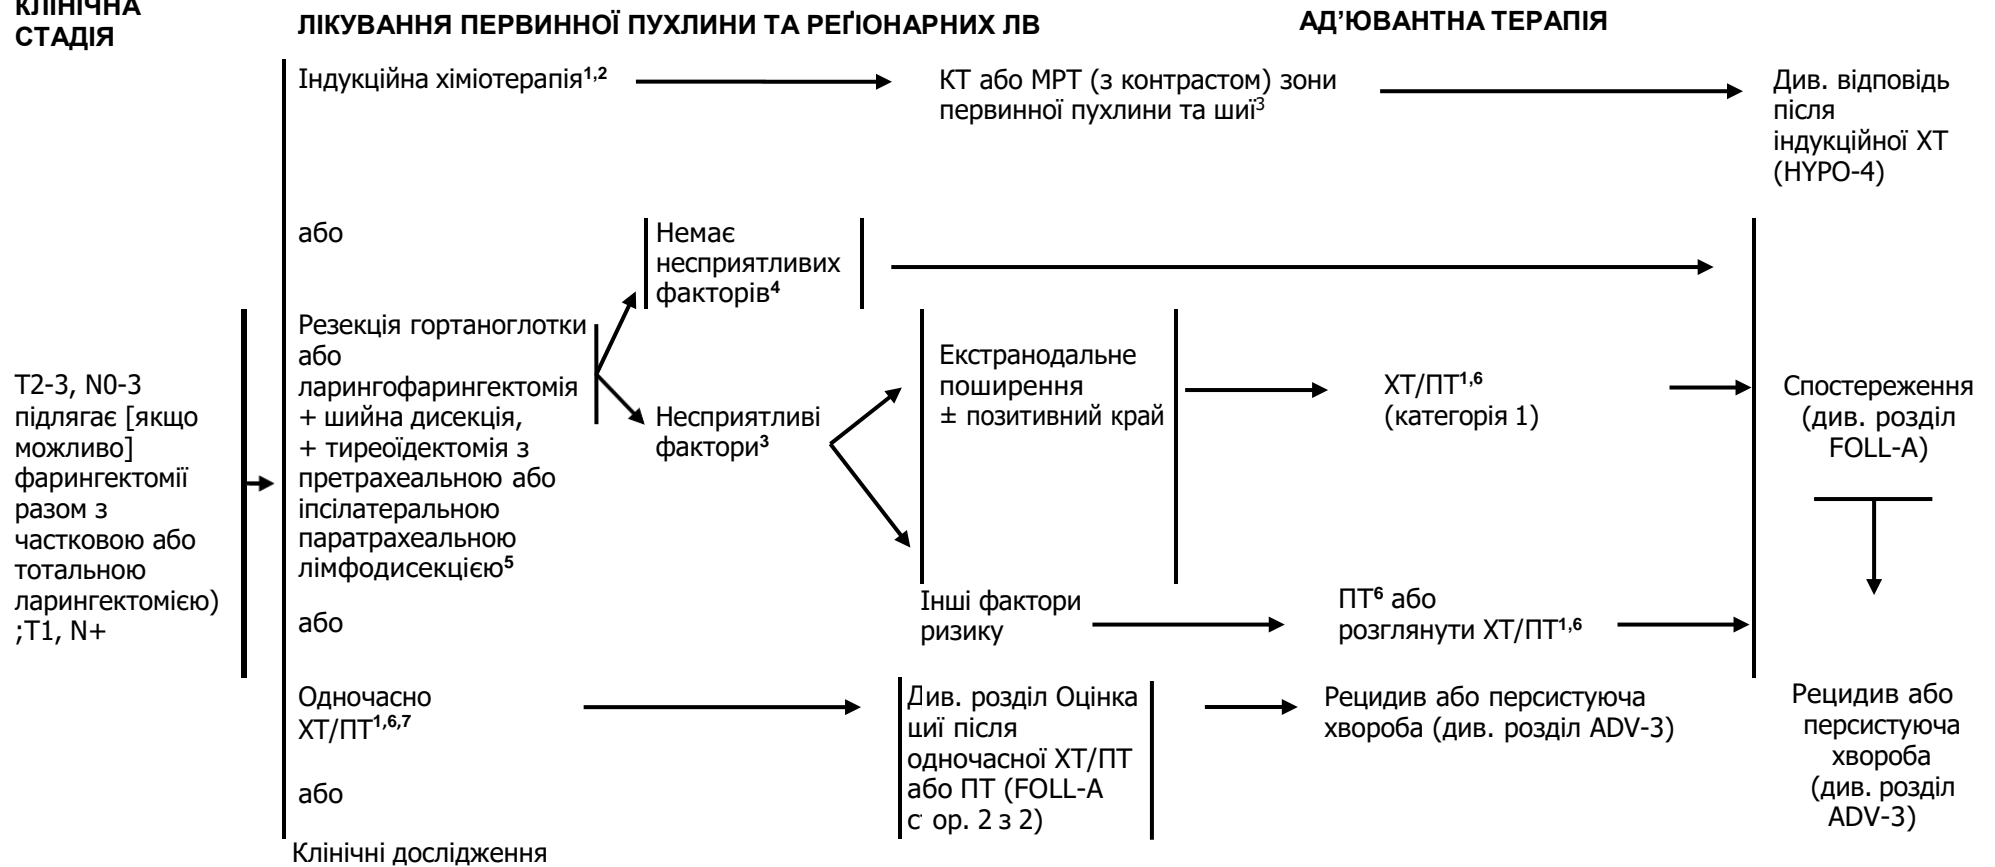 КЛІНІЧНА
СТАДІЯ
ЛІКУВАННЯ ПЕРВИННОЇ ПУХЛИНИ ТА РЕҐІОНАРНИХ ЛВ
АД’ЮВАНТНА ТЕРАПІЯ
Індукційна хіміотерапія1,2
КТ або МРТ (з контрастом) зони
первинної пухлини та шиї3
Див. відповідь
після
індукційної ХТ
(HYPO-4)
або
Немає
несприятливих
факторів4
Резекція гортаноглотки
або
ларингофарингектомія
+ шийна дисекція,
+ тиреоїдектомія з
претрахеальною або
іпсілатеральною
паратрахеальною
лімфодисекцією5
Несприятливі
фактори3
Екстранодальне
поширення
± позитивний край
ХТ/ПТ1,6
(категорія 1)
Спостереження
(див. розділ
FOLL-A)
T2-3, N0-3
підлягає [якщо
можливо]
фарингектомії
разом з
частковою або
тотальною
ларингектомією)
;T1, N+
або
Інші фактори
ризику
ПТ6 або
розглянути ХТ/ПТ1,6
Одночасно
ХТ/ПТ1,6,7
Див. розділ Оцінка
шиї після
одночасної ХТ/ПТ
або ПТ (FOLL-A
ст ор. 2 з 2)
Рецидив або персистуюча
хвороба (див. розділ ADV-3)
Рецидив або
персистуюча
хвороба
(див. розділ
ADV-3)
або
Клінічні дослідження